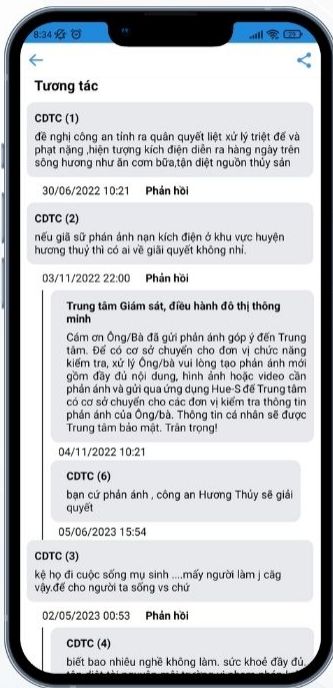 8:34
29
Tương tác
CDTC (1)
đề nghị công an tỉnh ra quân quyết liệt xử lý triệt để và
phạt nặng ,hiện tượng kích điện diễn ra hàng ngày trên
sông hương như ăn cơm bữa,tận diệt nguồn thủy sản
30/06/2022 10:21 Phản hồi
CDTC (2)
nếu giã sữ phản ảnh nạn kích điện ở khu vực huyện
hương thuỷ thì có ai về giãi quyết không nhỉ.
03/11/2022 22:00 Phản hồi
Trung tâm Giám sát, điều hành đô thị thông
minh
Cám ơn Ông/Bà đã gửi phản ánh góp ý đến Trung
tâm. Để có cơ sở chuyển cho đơn vị chức năng
kiểm tra, xử lý Ông/bà vui lòng tạo phản ánh mới
gồm đầy đủ nội dung, hình ảnh hoặc video cần
phản ánh và gửi qua ứng dụng Hue-S để Trung tâm
có cơ sở chuyển cho các đơn vị kiểm tra thông tin
phản ánh của Ông/bà. Thông tin cá nhân sẽ được
Trung tâm bảo mật. Trân trọng!
04/11/2022 10:21
CDTC (6)
bạn cứ phản ánh , công an Hương Thủy sẽ giải
quyết
05/06/2023 15:54
CDTC (3)
kệ họ đi cuộc sống mụ sinh ....mấy người làm j căg
vậy.để cho người ta sống vs chứ
02/05/2023 00:53 Phản hồi
CDTC (4)
biết bao nhiêu nghề không làm. sức khoẻ đầy đủ.